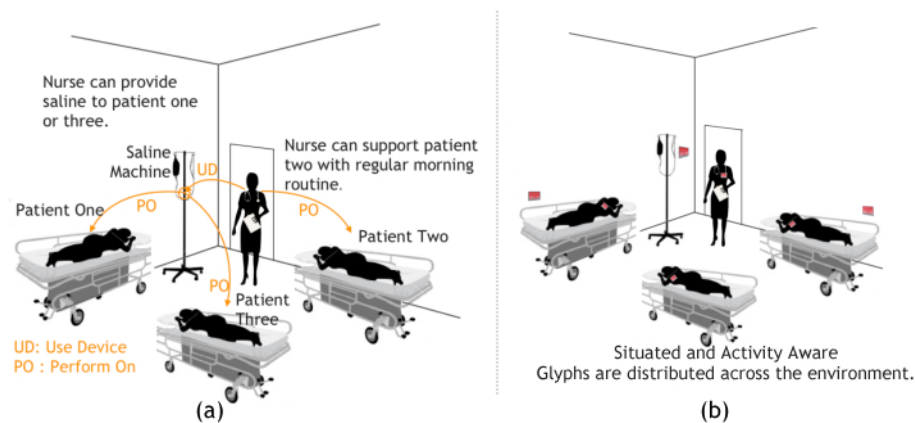 Nurse can provide
saline to patient one
or three.
Saline
Machine
UD
Nurse can support patient
two with regular morning
routine.
Patient One
PO
PO
Patient Two
PO
Patient
Three
UD: Use Device
PO : Perform On
(a)
Situated and Activity Aware
Glyphs are distributed across the environment.
(b)